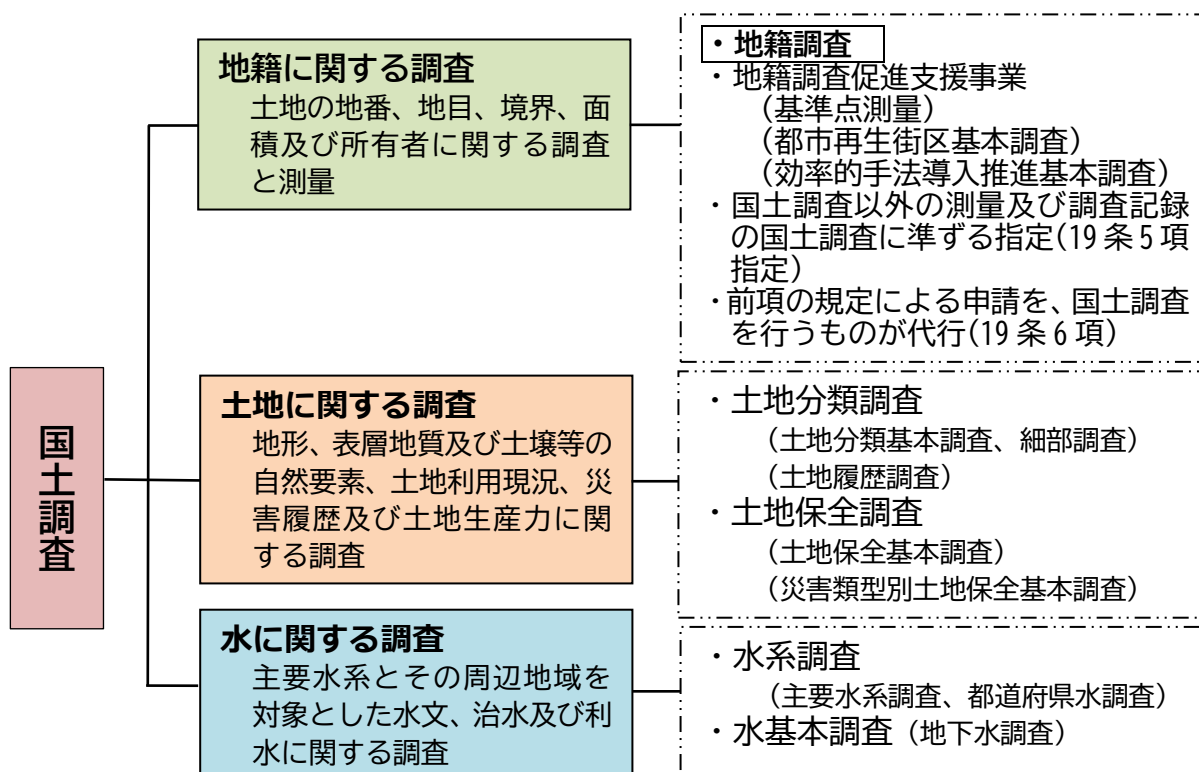 国土調査
地籍に関する調査
土地の地番、地目、境界、面
積及び所有者に関する調査
と測量
・地籍調査
・地籍調査促進支援事業
（基準点測量）
（都市再生街区基本調査）
（効率的手法導入推進基本調査）
・国土調査以外の測量及び調査記録
の国土調査に準ずる指定(19条5項
指定)
・前項の規定による申請を、国土調査
を行うものが代行(19条6項)
土地に関する調査
地形、表層地質及び土壌等の
自然要素、土地利用現況、災
害履歴及び土地生産力に関
する調査
・土地分類調査
（土地分類基本調査、細部調査）
（土地履歴調査）
・土地保全調査
（土地保全基本調査）
（災害類型別土地保全基本調査）
水に関する調査
主要水系とその周辺地域を
対象とした水文、治水及び利
水に関する調査
・水系調査
（主要水系調査、都道府県水調査）
・水基本調査（地下水調査）